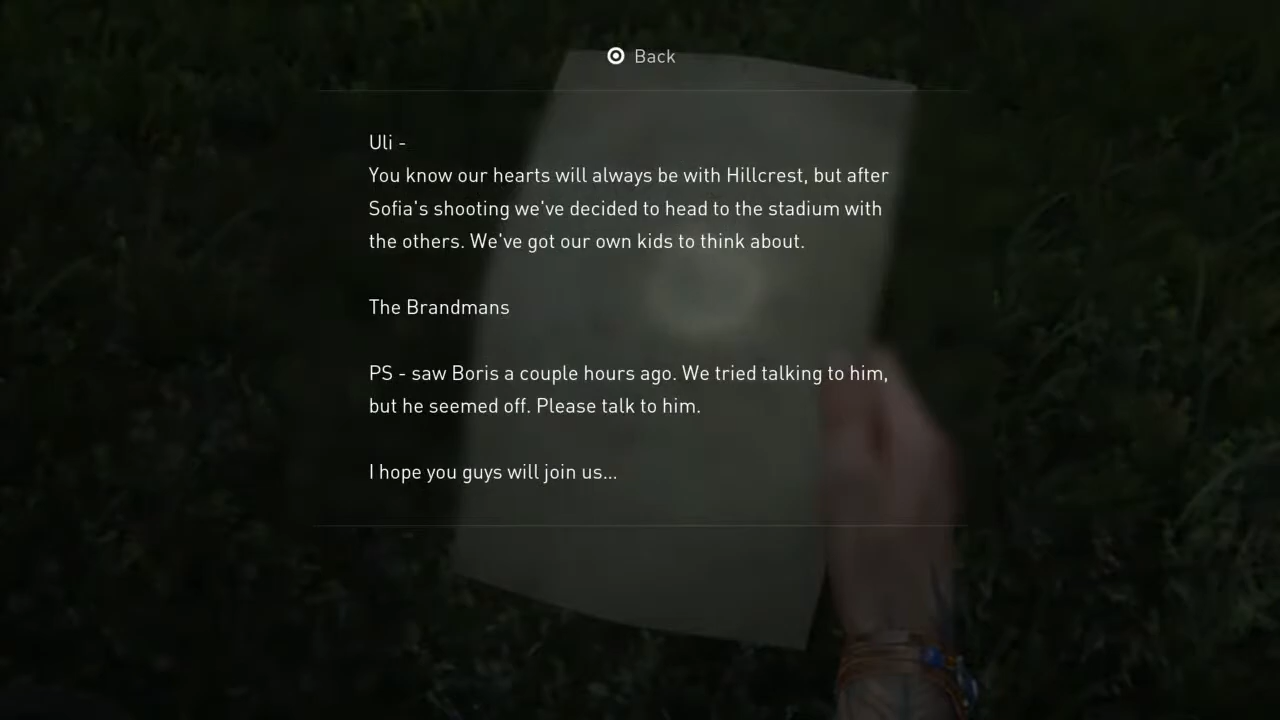 Back
Uli -
You know our hearts will always be with Hillcrest, but after
Sofia's shooting we've decided to head to the stadium with
the others. We've got our own kids to think about.
The Brandmans
PS - saw Boris a couple hours ago. We tried talking to him,
but he seemed off. Please talk to him.
I hope you guys will join us...